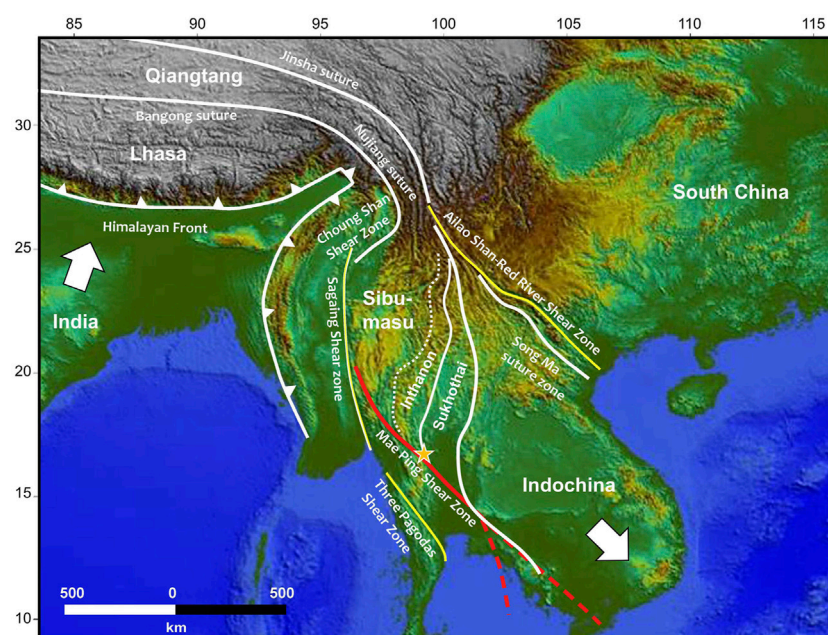 85 90 95 100 105 110 115
30
25
20
15
10
Qiangtang
Jinsha suture
Bangong suture
Lhasa
Nujiang suture
Himalayan Front
Choung Shan
Shear Zone
South China
Ailao Shan-Red River Shear Zone
India
Sagaing Shear zone
Sibu-
masu
Inthanon
Sukhothai
Song Ma
suture zone
Mae Ping Shear Zone
Three Pagodas
Shear Zone
Indochina
500 0 500
km